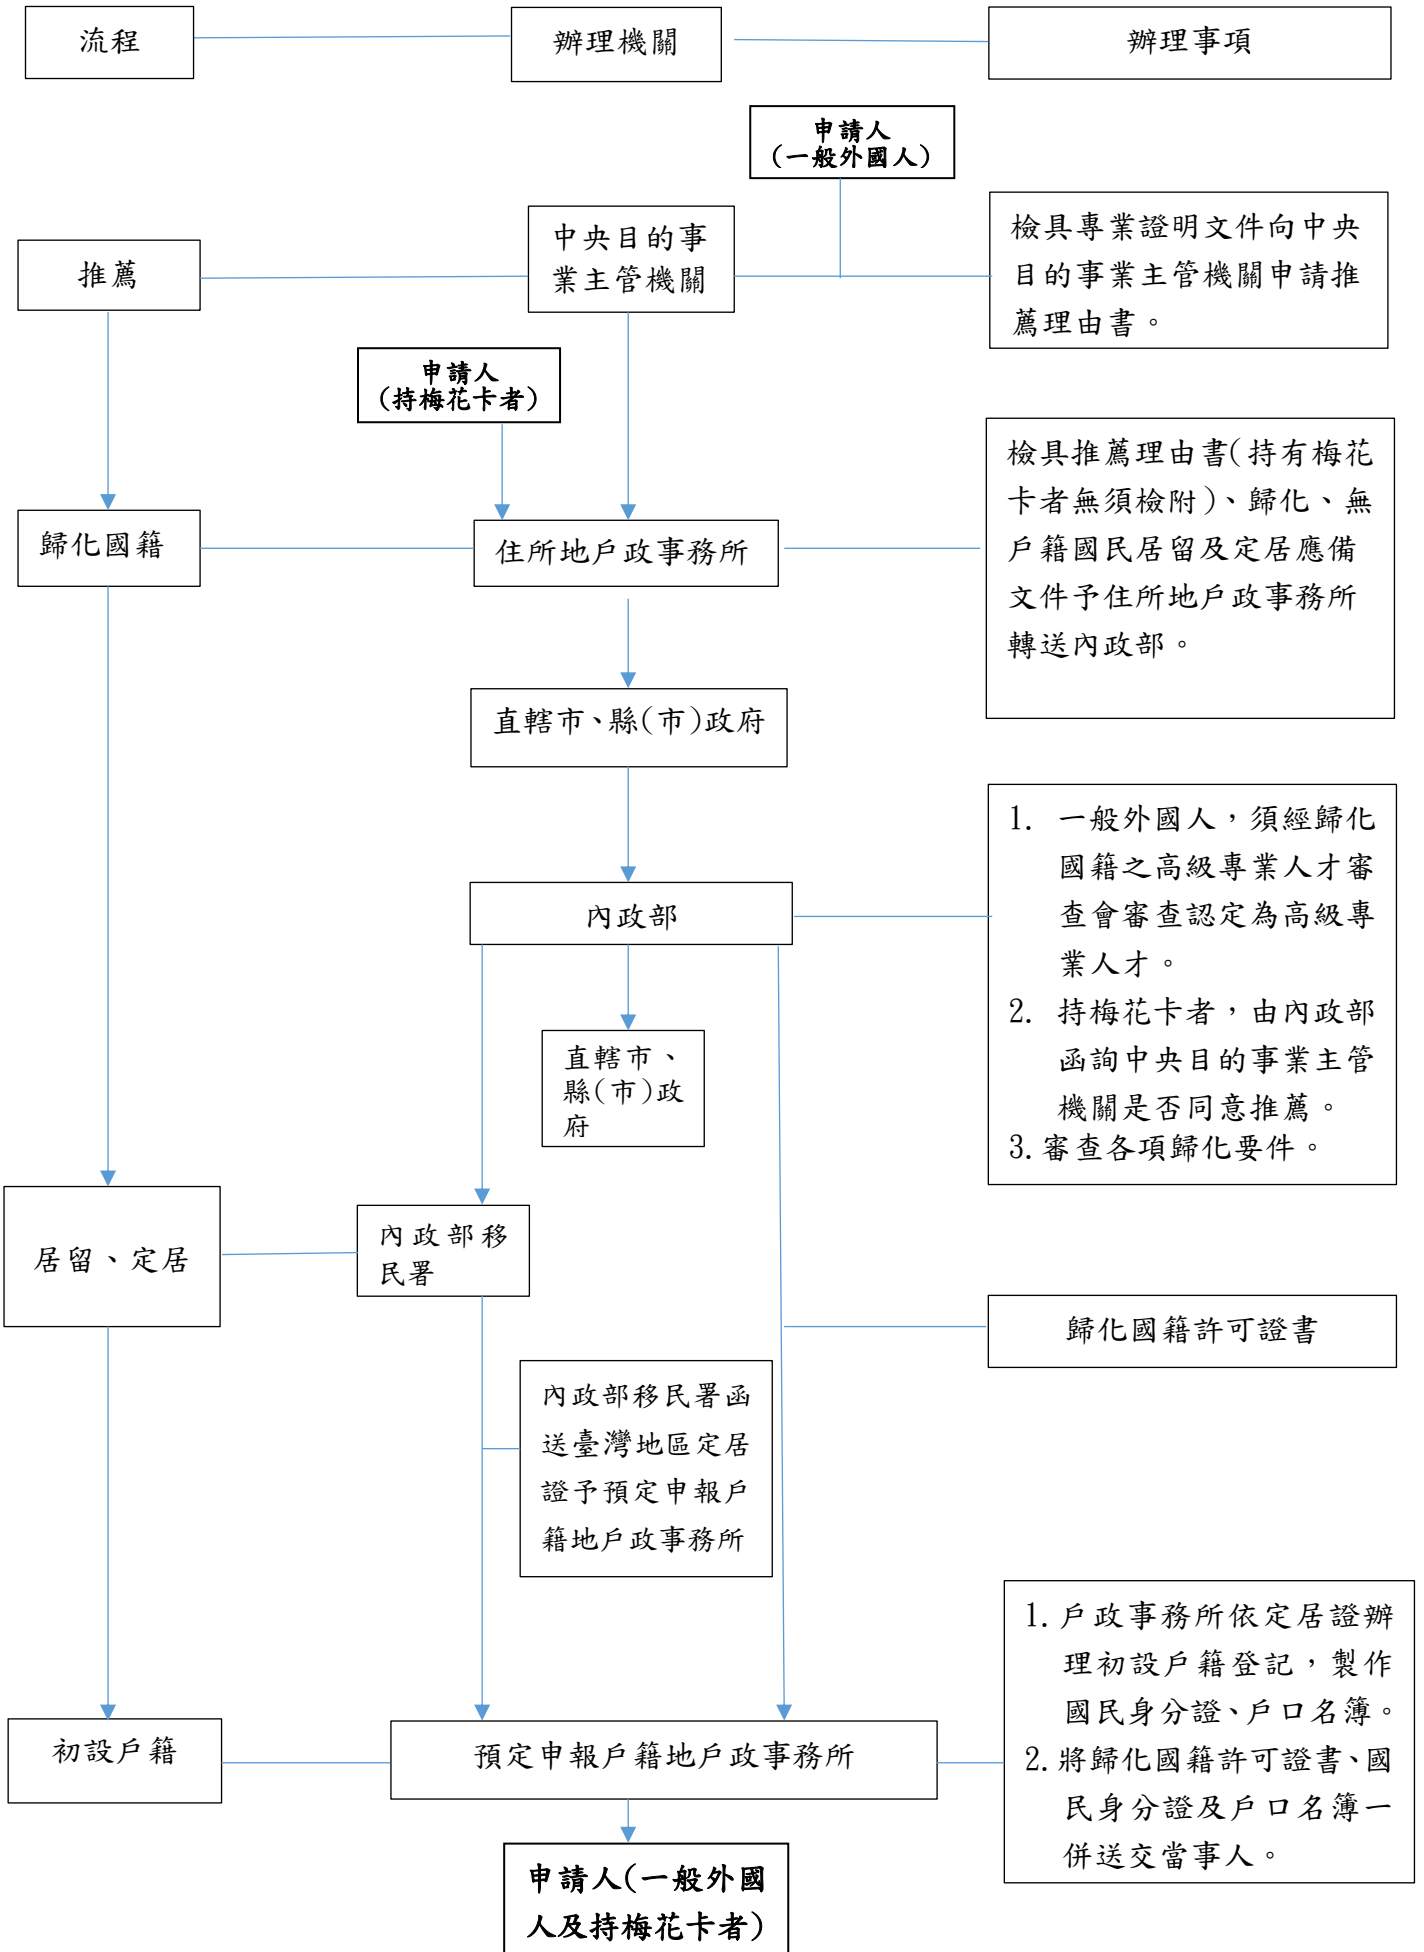 流程
辦理機關
辦理事項
申請人
(一般外國人)
推薦
中央目的事
業主管機關
檢具專業證明文件向中央
目的事業主管機關申請推
薦理由書。
申請人
(持梅花卡者)
歸化國籍
住所地戶政事務所
檢具推薦理由書(持有梅花
卡者無須檢附)、歸化、無
戶籍國民居留及定居應備
文件予住所地戶政事務所
轉送內政部。
直轄市、縣(市)政府
內政部
1. 一般外國人，須經歸化
國籍之高級專業人才審
查會審查認定為高級專
業人才。
2. 持梅花卡者，由內政部
函詢中央目的事業主管
機關是否同意推薦。
3.審查各項歸化要件。
直轄市、
縣(市)政
府
居留、定居
內政部移
民署
歸化國籍許可證書
內政部移民署函
送臺灣地區定居
證予預定申報戶
籍地戶政事務所
初設戶籍
預定申報戶籍地戶政事務所
1.戶政事務所依定居證辦
理初設戶籍登記，製作
國民身分證、戶口名簿。
2.將歸化國籍許可證書、國
民身分證及戶口名簿一
併送交當事人。
申請人(一般外國
人及持梅花卡者)